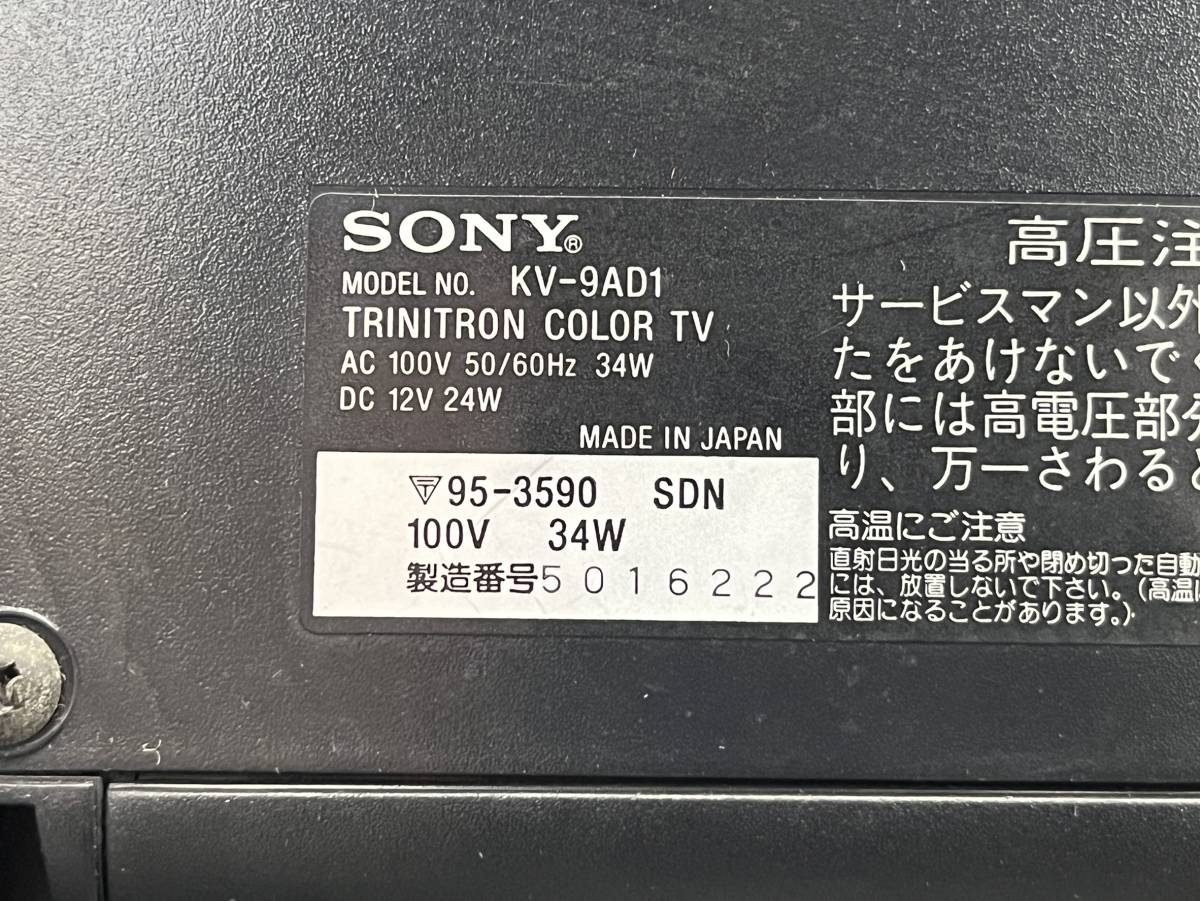 SONY®
MODEL NO. KV-9AD1
TRINITRON COLOR TV
AC 100V 50/60Hz 34W
DC 12V 24W
MADE IN JAPAN
〒95-3590 SDN
100V 34W
製造番号5016222
高圧注
サービスマン以外
たをあけないで
部には高電圧部分
り、万一さわると
高温にご注意
直射日光の当る所や閉め切った自動
には、放置しないで下さい。(高温に
原因になることがあります。)